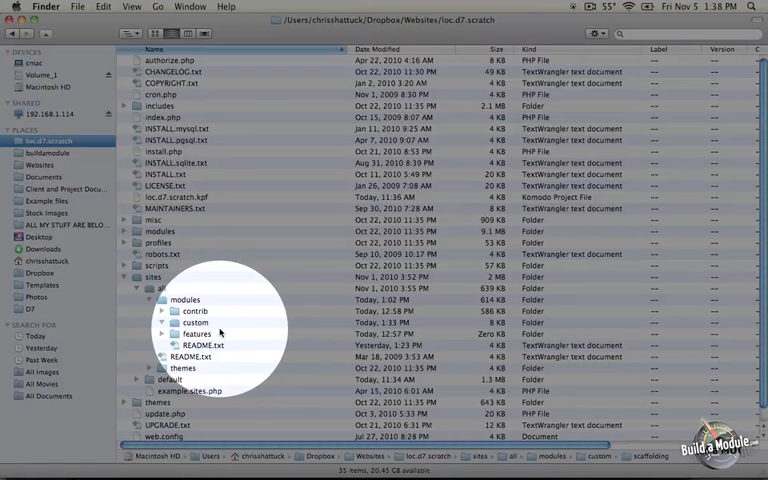 Finder File Edit View Go Window Help 55° Fri Nov 5 1:38 PM
/Users/chrisshattuck/Dropbox/Websites/loc.d7.scratch
Name Date Modified Size Kind Label Version
DEVICES
cmac
Volume_1
Macintosh HD
SHARED
192.168.1.114
PLACES
loc.d7.scratch
buildamodule
Websites
Documents
Client and Project Docu...
Example files
Stock Images
ALL MY STUFF ARE BELO...
Desktop
Downloads
chrisshattuck
Dropbox
Templates
Photos
D7
SEARCH FOR
Today
Yesterday
Past Week
All Images
All Movies
All Documents
authorize.php Apr 22, 2010 4:16 AM 4 KB PHP File --
CHANGELOG.txt Oct 22, 2010 11:30 PM 49 KB TextWrangler text document -- --
COPYRIGHT.txt Jan 2, 2010 3:20 AM 4 KB TextWrangler text document -- --
cron.php Nov 1, 2009 8:30 PM 4 KB PHP File -- --
includes Oct 22, 2010 11:35 PM 2.1 MB Folder -- --
index.php Oct 15, 2009 8:07 AM 4 KB PHP File -- --
INSTALL.mysql.txt Jan 11, 2010 9:25 AM 4 KB TextWrangler text document -- --
INSTALL.pgsql.txt Apr 7, 2010 9:07 AM 4 KB TextWrangler text document -- --
install.php Oct 21, 2010 8:53 PM 4 KB PHP File -- --
INSTALL.sqlite.txt Aug 31, 2010 8:39 PM 4 KB TextWrangler text document -- --
INSTALL.txt Oct 11, 2010 5:49 PM 20 KB TextWrangler text document -- --
LICENSE.txt Jan 26, 2009 7:08 AM 20 KB TextWrangler text document -- --
loc.d7.scratch.kpf Today, 11:36 AM 4 KB Komodo Project File -- --
MAINTAINERS.txt Sep 30, 2010 7:28 AM 8 KB TextWrangler text document -- --
misc Oct 22, 2010 11:35 PM 909 KB Folder -- --
modules Oct 22, 2010 11:35 PM 9.1 MB Folder -- --
profiles Oct 22, 2010 11:35 PM 53 KB Folder -- --
robots.txt Sep 10, 2009 10:17 AM 4 KB TextWrangler text document -- --
scripts Oct 22, 2010 11:35 PM 57 KB Folder -- --
sites Nov 1, 2010 3:52 PM 2 MB Folder -- --
all Nov 1, 2010 3:55 PM 639 KB Folder -- --
modules Today, 1:02 PM 614 KB Folder -- --
contrib Today, 12:58 PM 586 KB Folder -- --
custom Today, 1:33 PM 8 KB Folder -- --
features Today, 12:57 PM Zero KB Folder -- --
README.txt Yesterday, 1:23 PM 4 KB TextWrangler text document -- --
README.txt Mar 18, 2009 3:53 AM 4 KB TextWrangler text document -- --
themes Oct 22, 2010 11:35 PM 4 KB Folder -- --
default Today, 11:34 AM 1.3 MB Folder -- --
example.sites.php Apr 15, 2010 6:01 AM 4 KB PHP File -- --
themes Oct 22, 2010 11:35 PM 643 KB Folder -- --
update.php Oct 3, 2010 5:33 PM 20 KB PHP File -- --
UPGRADE.txt Oct 22, 2010 11:30 PM 12 KB TextWrangler text document -- --
web.config Jul 27, 2010 8:28 PM 4 KB Document -- --
Macintosh HD Users chrisshattuck Dropbox Websites loc.d7.scratch sites all modules custom scaffolding
35 items, 20.45 GB available
Build a Module.com